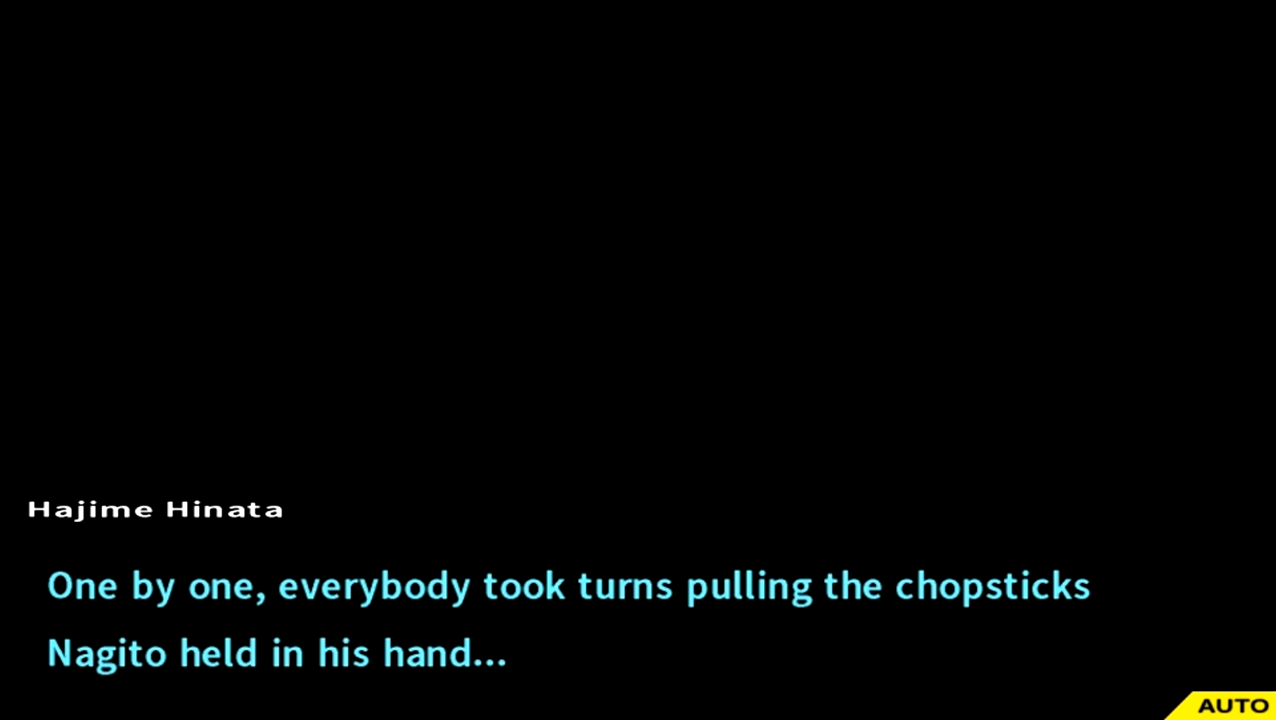 Hajime Hinata
One by one, everybody took turns pulling the chopsticks
Nagito held in his hand...
AUTO